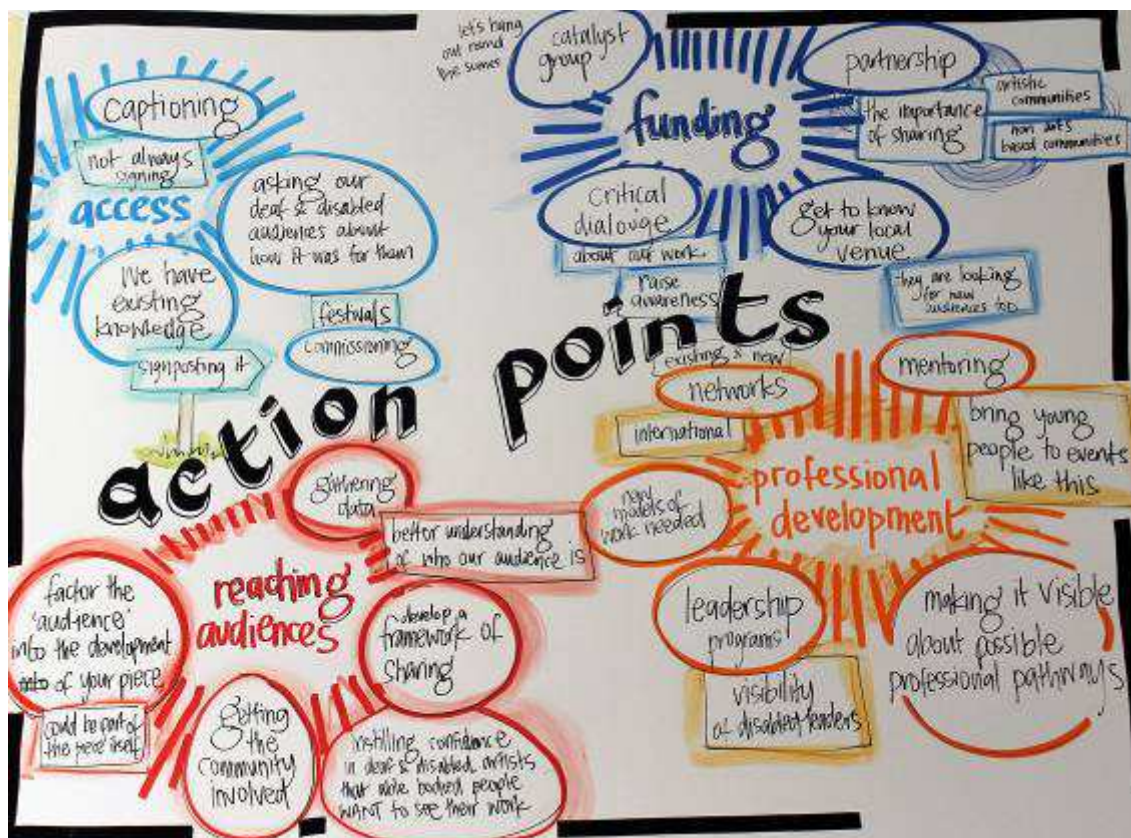 captioning
not always
signing
access
asking our
deaf & disabled
audiences about
how it was for them
we have
existing
knowledge
signposting it
festivals
commissioning
let's hang
out round
catalyst
group
funding
partnership
the importance
of sharing
artistic
communities
non arts
based communities
critical
dialouge
about our work
raise
awareness
get to know
your local
venue
they are looking
for new
audiences too
action points
existing & new
networks
international
mentoring
bring young
people to events
like this
professional
development
new
models of
work needed
leadership
programs
visibility
of disabled leaders
making it visible
about possible
professional pathways
reaching
audiences
gathering
data
better understanding
of who our audience is
factor the
'audience'
into the development
of your piece
could be part of
the piece itself
develop a
framework of
sharing
getting
the
community
involved
instilling confidence
in deaf & disabled artists
that able bodied people
WANT to see their work